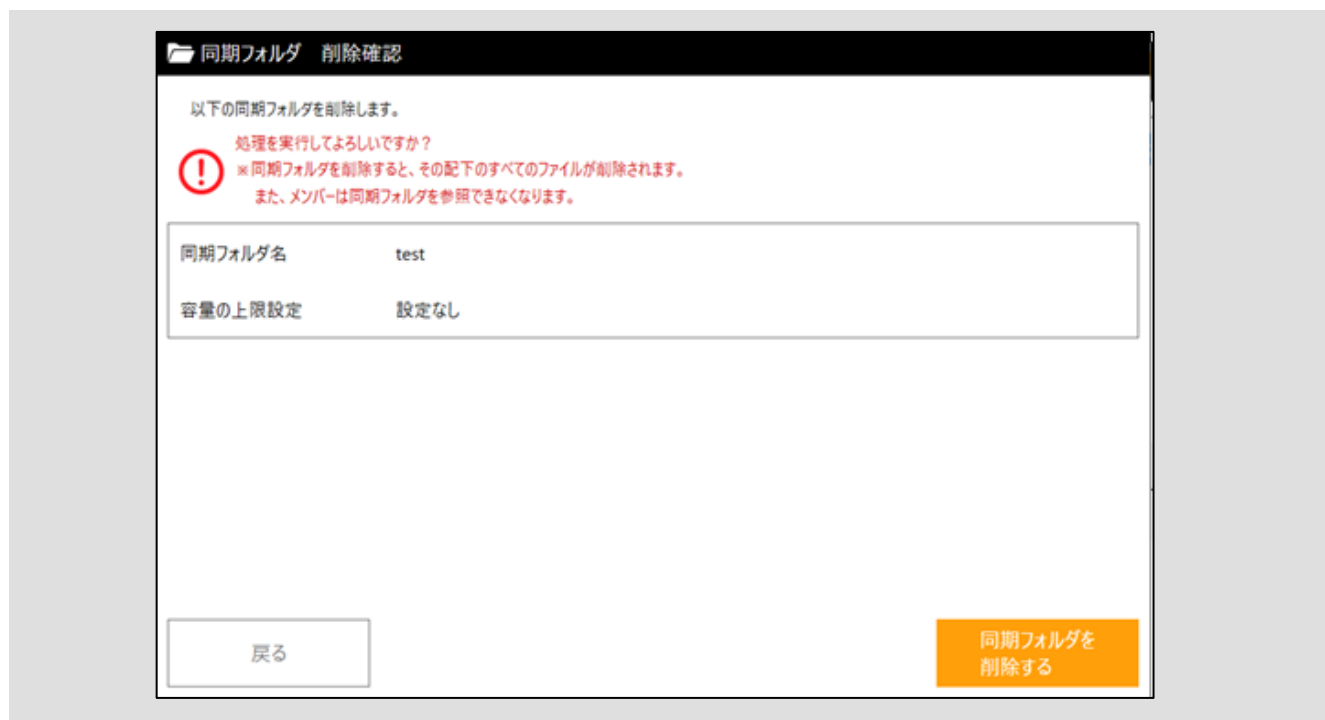 同期フォルダ 削除確認
以下の同期フォルダを削除します。
処理を実行してよろしいですか？
※同期フォルダを削除すると、その配下のすべてのファイルが削除されます。
また、メンバーは同期フォルダを参照できなくなります。
同期フォルダ名 test
容量の上限設定 設定なし
戻る
同期フォルダを
削除する